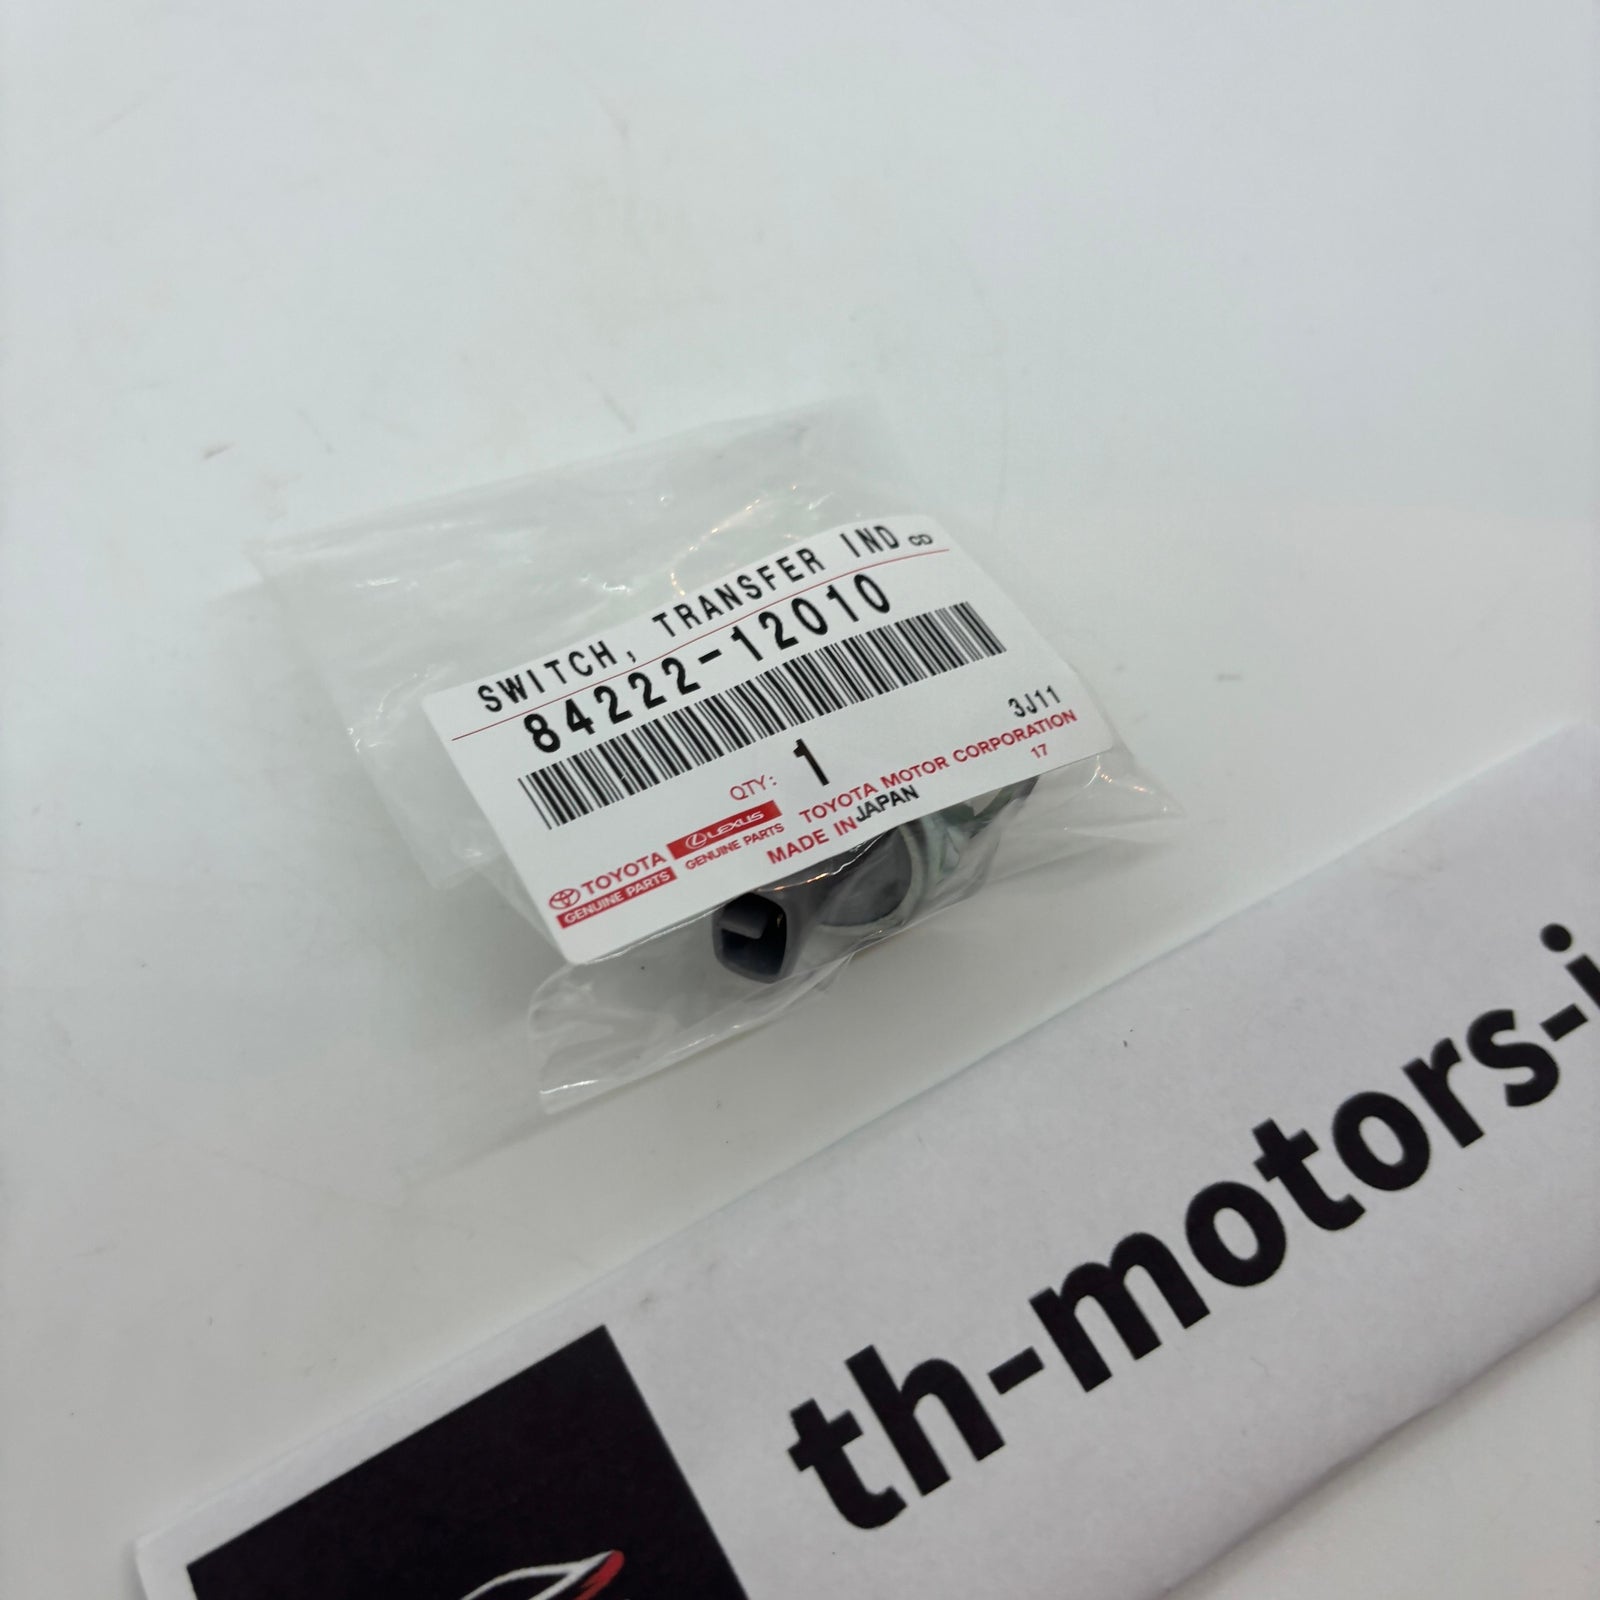 SWITCH, TRANSFER IND CD
84222-12010
QTY: 1
3J11
TOYOTA LEXUS TOYOTA MOTOR CORPORATION
GENUINE PARTS GENUINE PARTS MADE IN JAPAN 17
th-motors-j